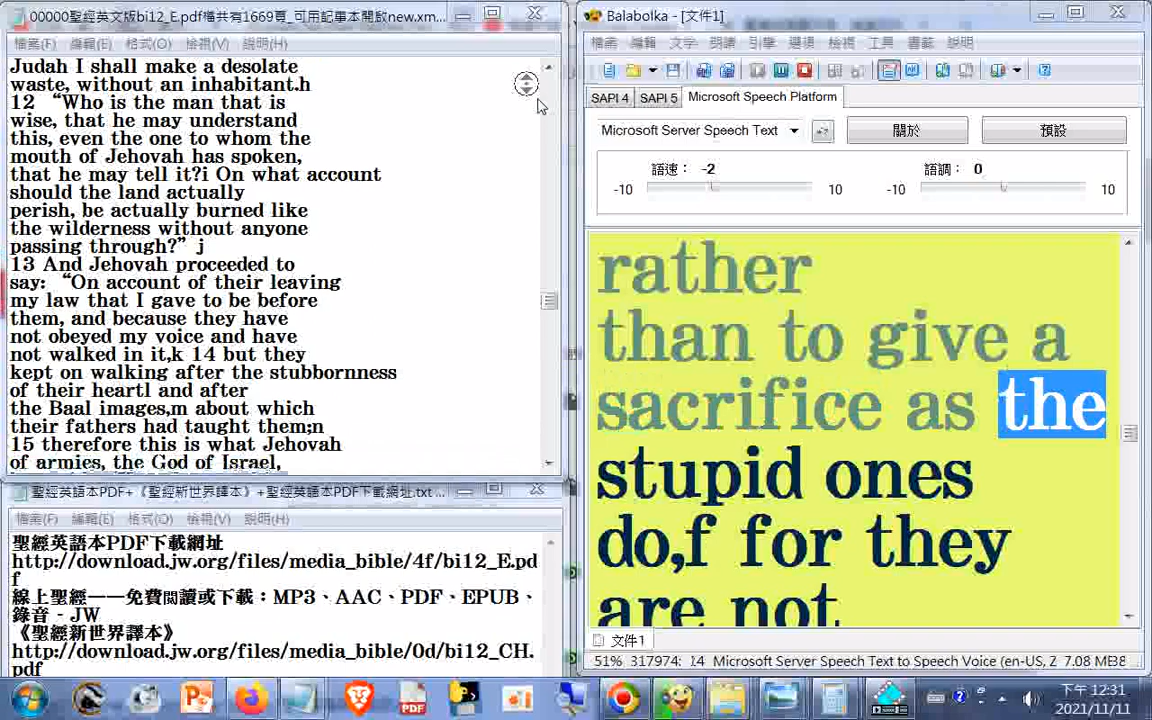 00000聖經英文版bi12_E.pdf檔共有1669頁_可用記事本開啟new.xm...
檔案(F) 編輯(E) 格式(O) 檢視(V) 說明(H)
Judah I shall make a desolate
waste, without an inhabitant.h
12 “Who is the man that is
wise, that he may understand
this, even the one to whom the
mouth of Jehovah has spoken,
that he may tell it?i On what account
should the land actually
perish, be actually burned like
the wilderness without anyone
passing through?” j
13 And Jehovah proceeded to
say: “On account of their leaving
my law that I gave to be before
them, and because they have
not obeyed my voice and have
not walked in it,k 14 but they
kept on walking after the stubbornness
of their heartl and after
the Baal images,m about which
their fathers had taught them;n
15 therefore this is what Jehovah
of armies, the God of Israel,
聖經英語本PDF+《聖經新世界譯本》+聖經英語本PDF下載網址.txt ...
檔案(F) 編輯(E) 格式(O) 檢視(V) 說明(H)
聖經英語本PDF下載網址
http://download.jw.org/files/media_bible/4f/bi12_E.pd
f
線上聖經——免費閱讀或下載：MP3、AAC、PDF、EPUB、
錄音 - JW
《聖經新世界譯本》
http://download.jw.org/files/media_bible/0d/bi12_CH.
pdf
Balabolka - [文件1]
檔案 編輯 文字 朗讀 引擎 選項 檢視 工具 書籤 說明
SAPI 4 SAPI 5 Microsoft Speech Platform
Microsoft Server Speech Text 關於 預設
語速： -2 語調： 0
-10 10 -10 10
rather
than to give a
sacrifice as the
stupid ones
do,f for they
are not
文件1
51% 317974: 14 Microsoft Server Speech Text to Speech Voice (en-US, Z 7.08 MB
下午 12:31
2021/11/11